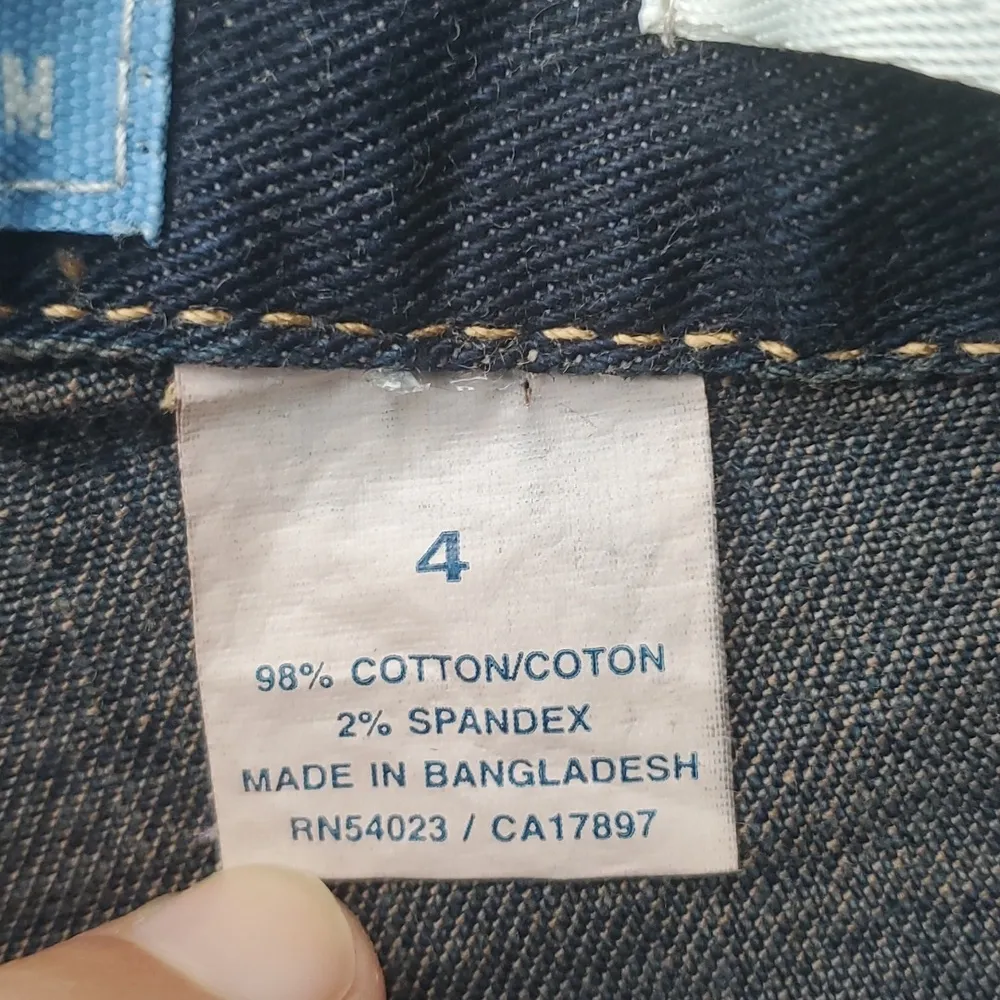 M
4
98% COTTON/COTON
2% SPANDEX
MADE IN BANGLADESH
RN54023 / CA17897